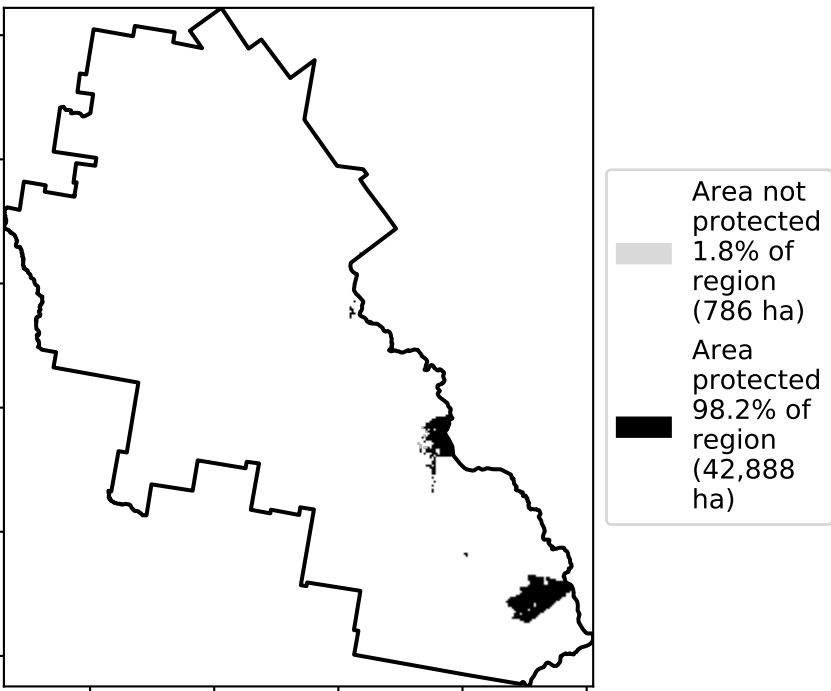 Area not
protected
1.8% of
region
(786 ha)
Area
protected
98.2% of
region
(42,888
ha)